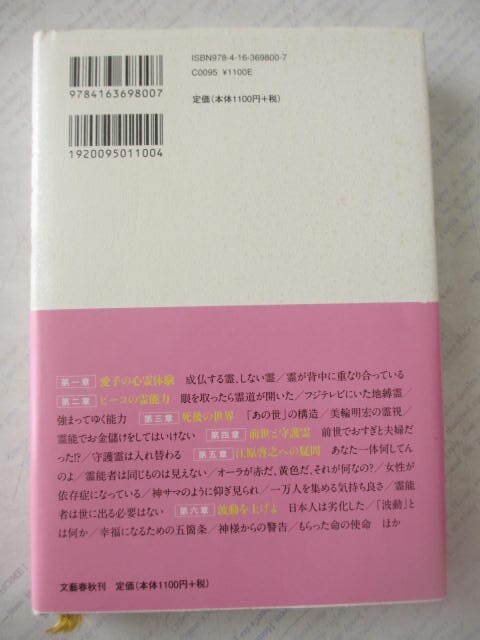 ISBN978-4-16-369800-7
C0095 ¥1100E
定価(本体1100円+税)
9784163698007
1920095011004
第一章 愛子の心霊体験 成仏する霊、しない霊/霊が背中に重なり合っている
第二章 ピーコの霊能力 眼を取ったら霊道が開いた/フジテレビにいた地縛霊/
強まってゆく能力 第三章 死後の世界 「あの世」の構造/美輪明宏の霊視/
霊能でお金儲けをしてはいけない 第四章 前世と守護霊 前世でおすぎと夫婦だ
った!?/守護霊は入れ替わる 第五章 江原啓之への疑問 あなた一体何してん
のよ/霊能者は同じものは見えない/オーラが赤だ、黄色だ、それが何なの?/女性が
依存症になっている/神サマのように仰ぎ見られ/一万人を集める気持ち良さ/霊能
者は世に出る必要はない 第六章 波動を上げよ 日本人は劣化した/「波動」と
は何か/幸福になるための五箇条/神様からの警告/もらった命の使命 ほか
文藝春秋刊 定価(本体1100円+税)